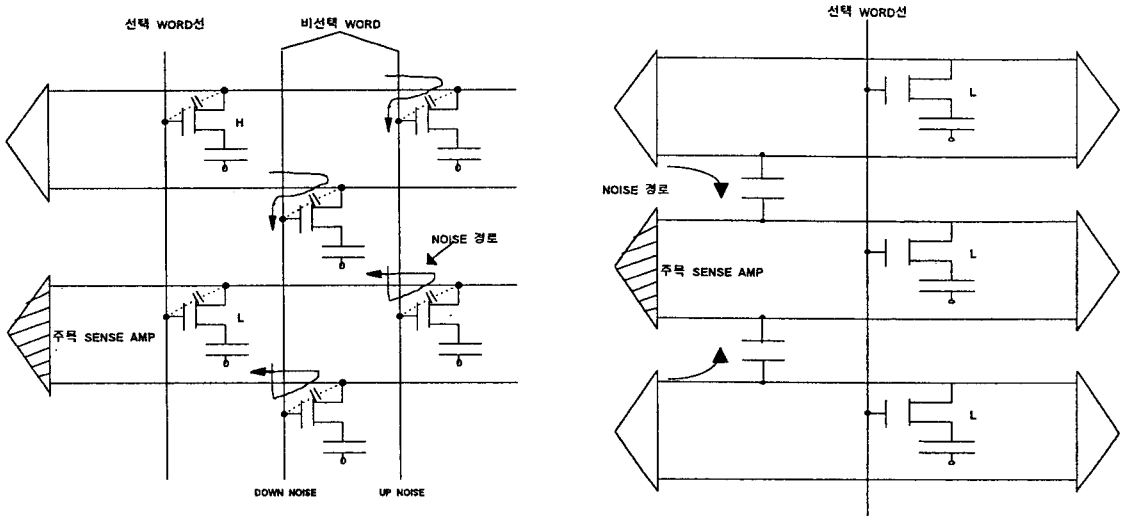 선택 WORD선
비선택 WORD
H
NOISE 경로
주목 SENSE AMP
L
DOWN NOISE
UP NOISE
선택 WORD선
L
NOISE 경로
주목 SENSE AMP
L
L